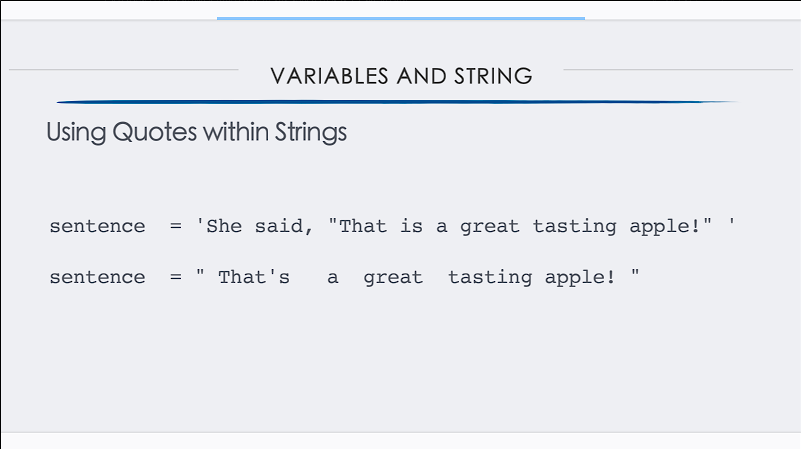 VARIABLES AND STRING
Using Quotes within Strings
sentence  = 'She said, "That is a great tasting apple!" '
sentence  = " That's   a  great  tasting apple! "